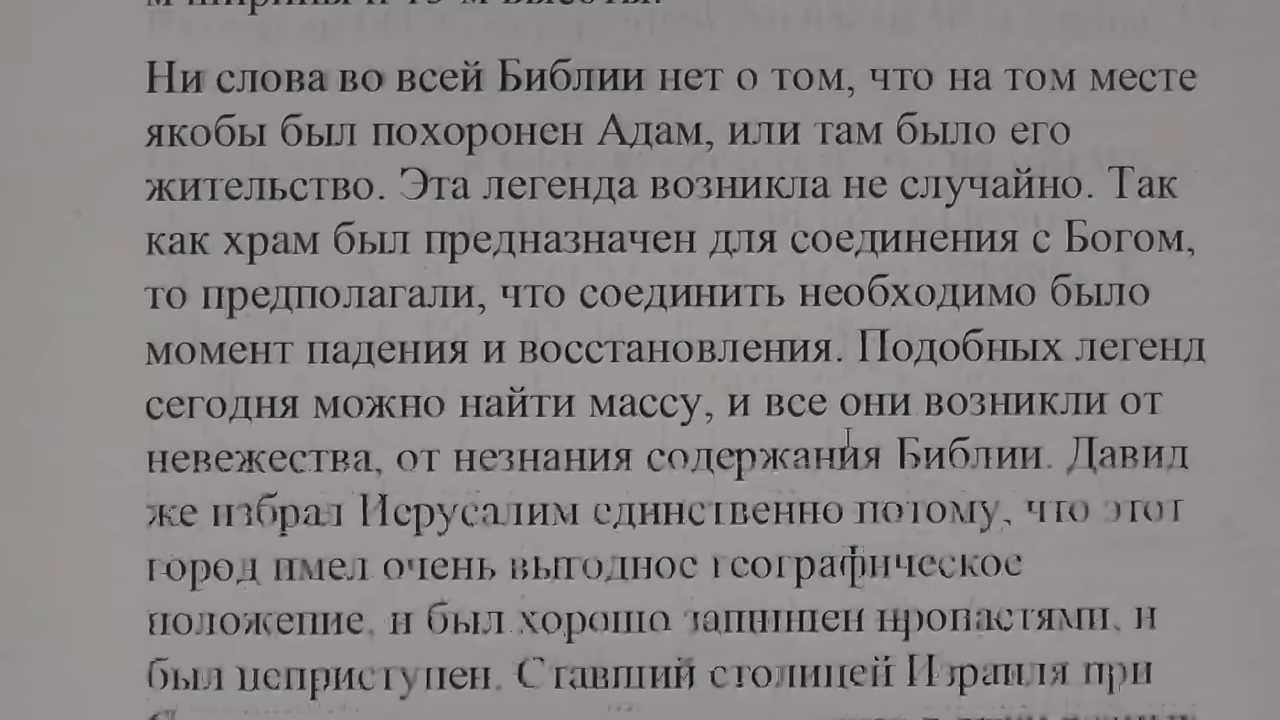 м ширины и 15 м высоты.
Ни слова во всей Библии нет о том, что на том месте
якобы был похоронен Адам, или там было его
жительство. Эта легенда возникла не случайно. Так
как храм был предназначен для соединения с Богом,
то предполагали, что соединить необходимо было
момент падения и восстановления. Подобных легенд
сегодня можно найти массу, и все они возникли от
невежества, от незнания содержания Библии. Давид
же избрал Иерусалим единственно потому, что этот
город имел очень выгодное географическое
положение, и был хорошо защищен пропастями, и
был неприступен. Ставший столицей Израиля при